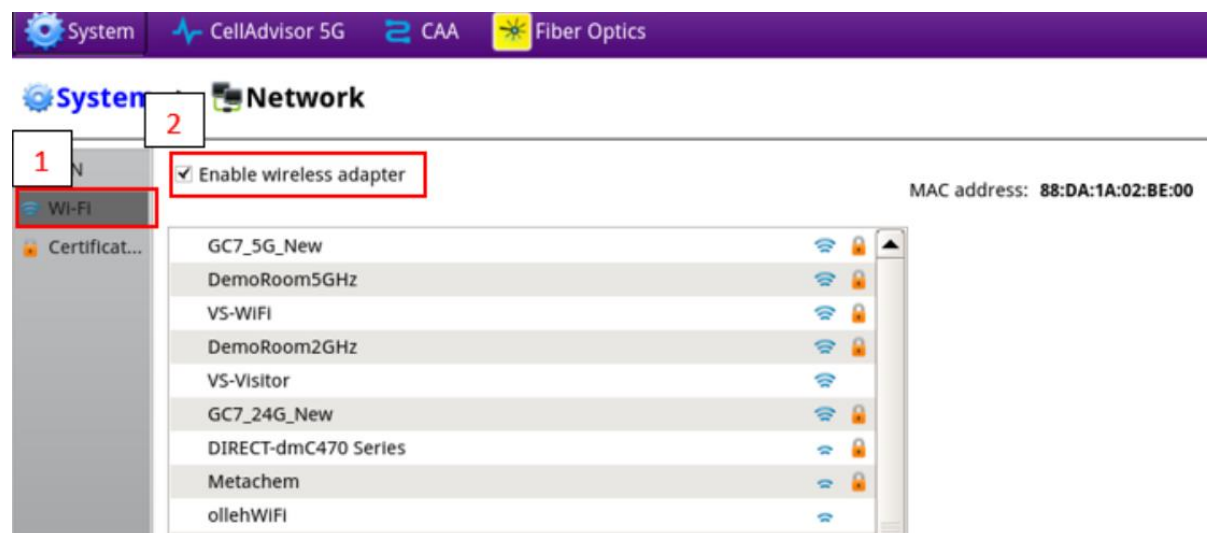 System CellAdvisor 5G CAA Fiber Optics
System Network
2
1 N
Enable wireless adapter
MAC address: 88:DA:1A:02:BE:00
Wi-Fi
Certificat...
GC7_5G_New
DemoRoom5GHz
VS-WiFi
DemoRoom2GHz
VS-Visitor
GC7_24G_New
DIRECT-dmC470 Series
Metachem
ollehWiFi